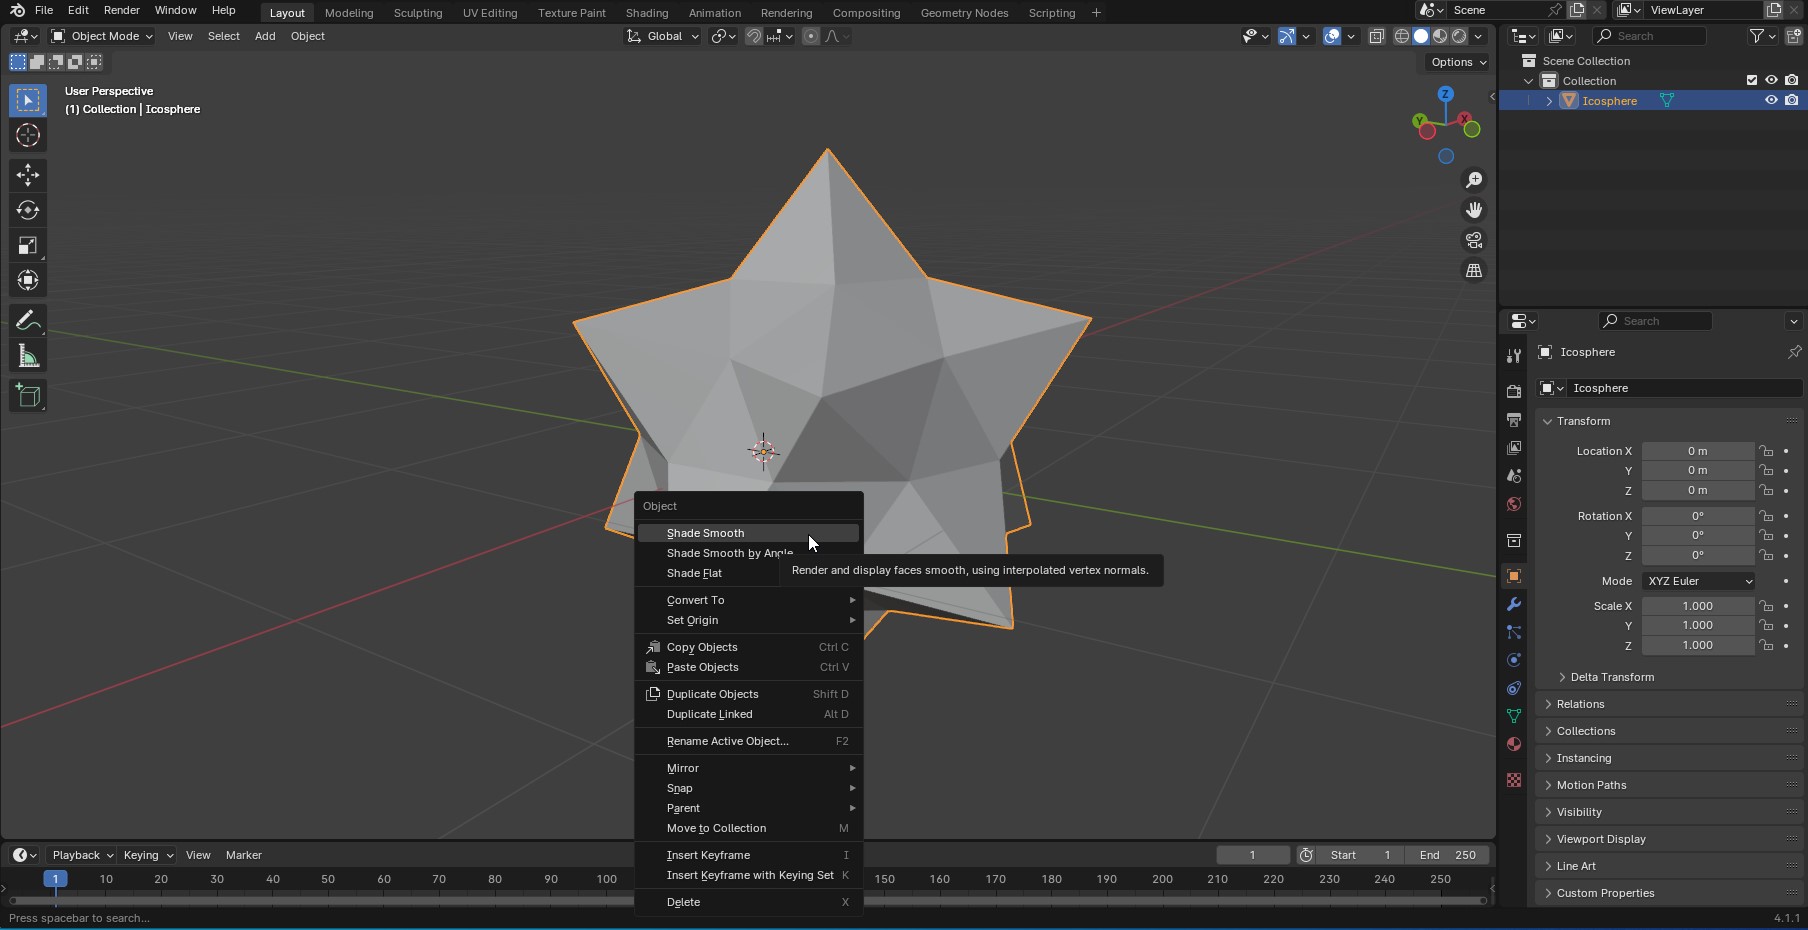 File Edit Render Window Help
Layout Modeling Sculpting UV Editing Texture Paint Shading Animation Rendering Compositing Geometry Nodes Scripting +
Scene
ViewLayer
Object Mode View Select Add Object
Global
Options
User Perspective
(1) Collection | Icosphere
Z
Y
X
Object
Shade Smooth
Shade Smooth by Angle
Shade Flat
Render and display faces smooth, using interpolated vertex normals.
Convert To
Set Origin
Copy Objects Ctrl C
Paste Objects Ctrl V
Duplicate Objects Shift D
Duplicate Linked Alt D
Rename Active Object... F2
Mirror
Snap
Parent
Move to Collection M
Insert Keyframe I
Insert Keyframe with Keying Set K
Delete X
Search
Scene Collection
Collection
Icosphere
Search
Icosphere
Icosphere
Transform
Location X 0 m
Y 0 m
Z 0 m
Rotation X 0°
Y 0°
Z 0°
Mode XYZ Euler
Scale X 1.000
Y 1.000
Z 1.000
Delta Transform
Relations
Collections
Instancing
Motion Paths
Visibility
Viewport Display
Line Art
Custom Properties
Playback Keying View Marker
1 Start 1 End 250
1 10 20 30 40 50 60 70 80 90 100 150 160 170 180 190 200 210 220 230 240 250
Press spacebar to search...
4.1.1